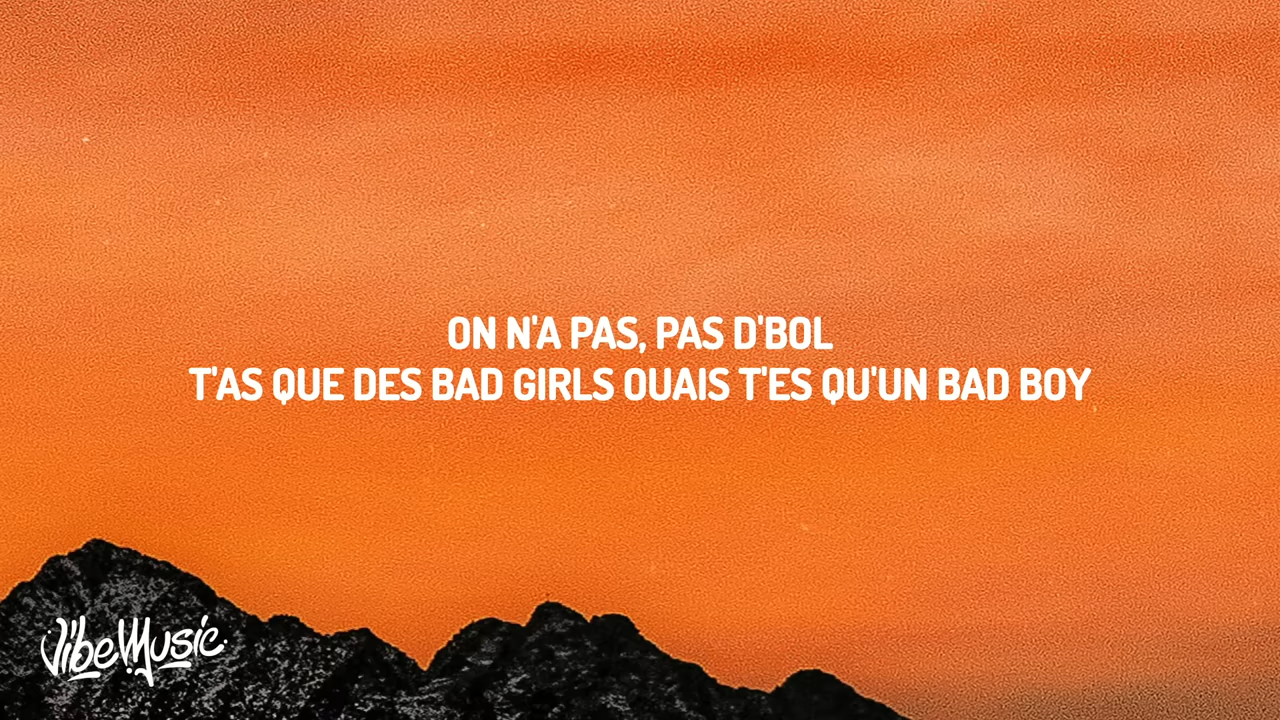 ON N'A PAS, PAS D'BOL
T'AS QUE DES BAD GIRLS OUAIS T'ES QU'UN BAD BOY
VibeMusic